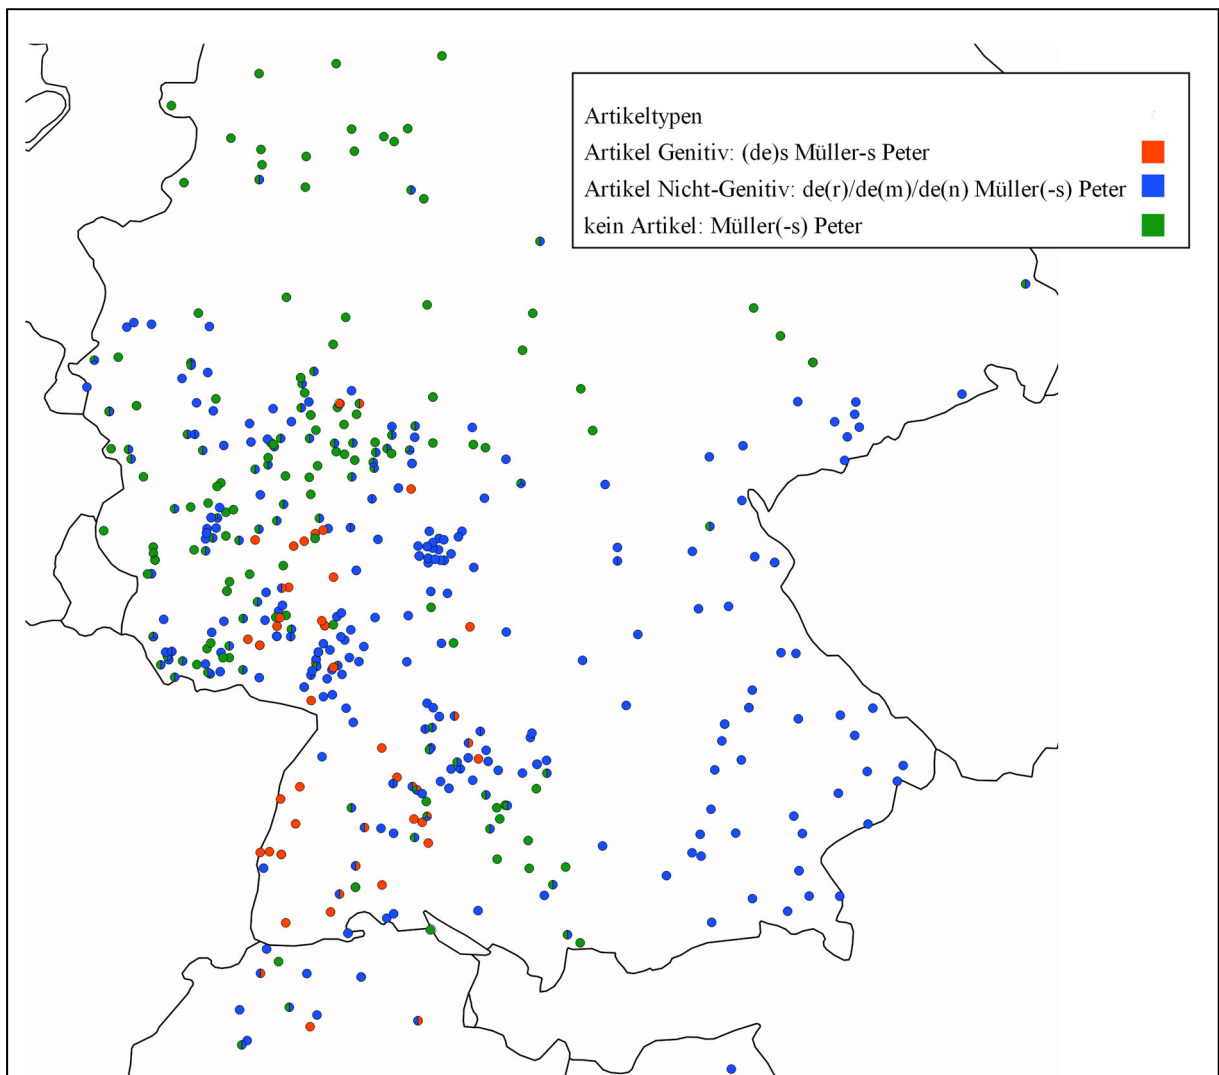 Artikeltypen
Artikel Genitiv: (de)s Müller-s Peter
Artikel Nicht-Genitiv: de(r)/de(m)/de(n) Müller(-s) Peter
kein Artikel: Müller(-s) Peter